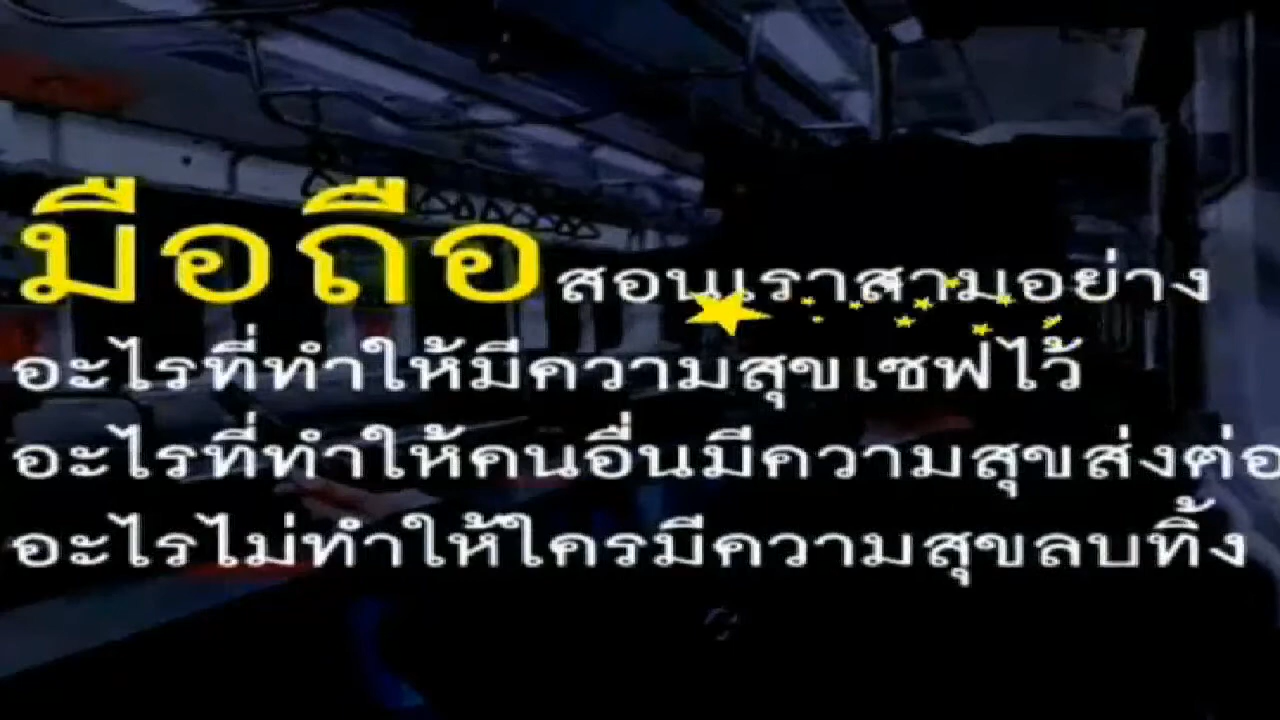 มือถือสอนเราสามอย่าง
อะไรที่ทำให้มีความสุขเซฟไว้
อะไรที่ทำให้คนอื่นมีความสุขส่งต่อ
อะไรไม่ทำให้ใครมีความสุขลบทิ้ง